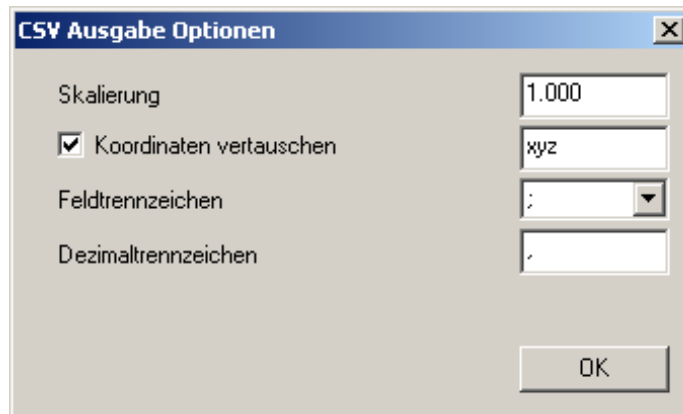 CSV Ausgabe Optionen
Skalierung 1.000
Koordinaten vertauschen xyz
Feldtrennzeichen ;
Dezimaltrennzeichen ,
OK